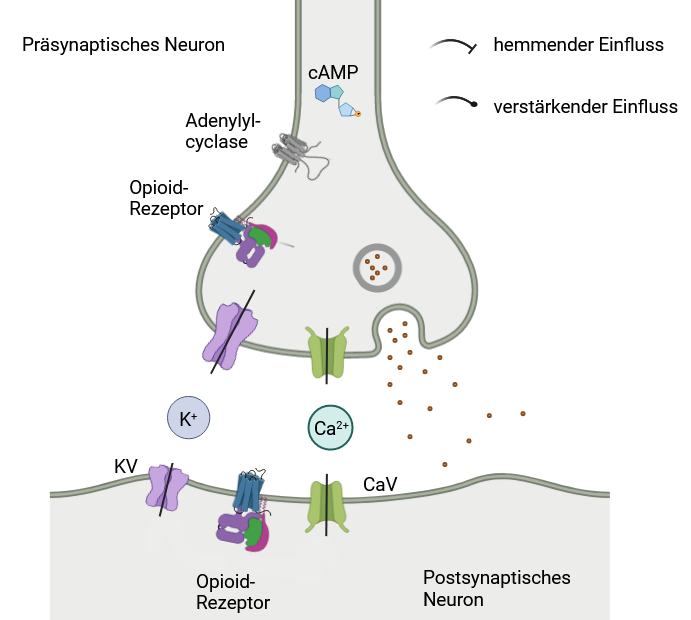 Präsynaptisches Neuron
hemmender Einfluss
verstärkender Einfluss
cAMP
Adenylyl-
cyclase
Opioid-
Rezeptor
K⁺
Ca²⁺
KV
CaV
Opioid-
Rezeptor
Postsynaptisches
Neuron